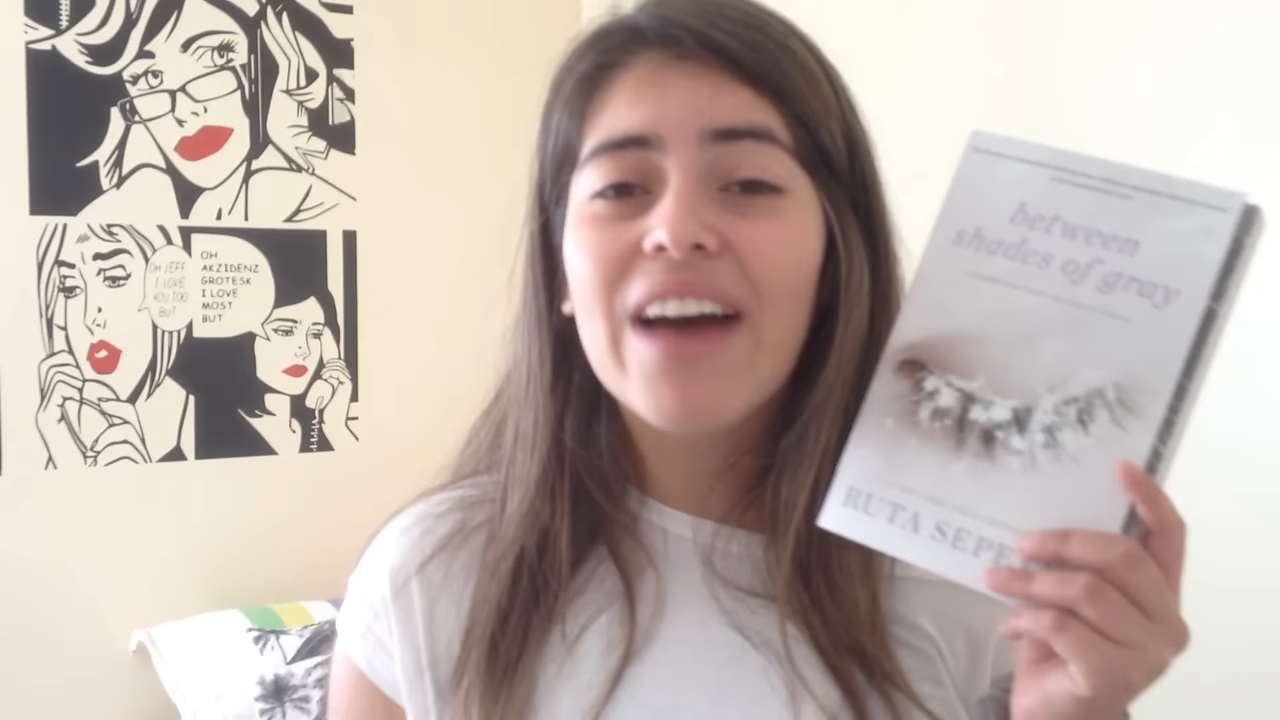 OH JEFF
I LOVE
YOU TOO
BUT
OH
AKZIDENZ
GROTESK
I LOVE
MOST
BUT
between
shades of gray
RUTA SEPE